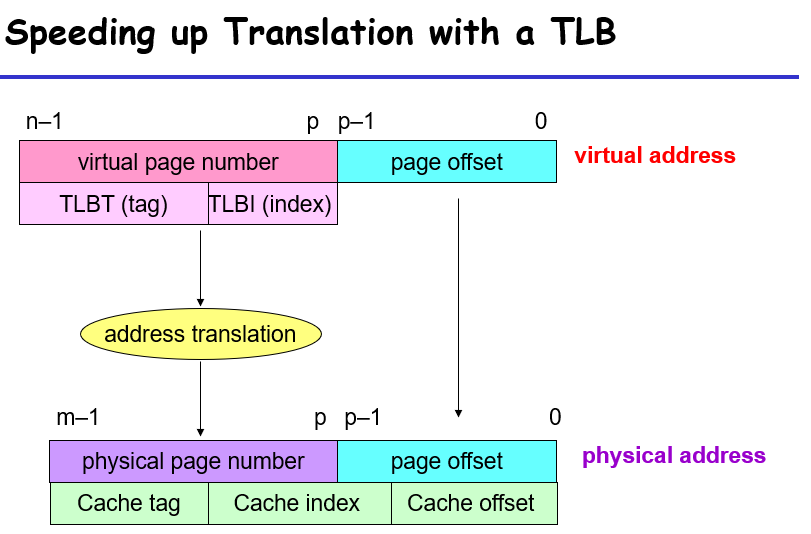 Speeding up Translation with a TLB
n–1 p p–1 0
virtual page number page offset virtual address
TLBT (tag) TLBI (index)
address translation
m–1 p p–1 0
physical page number page offset physical address
Cache tag Cache index Cache offset